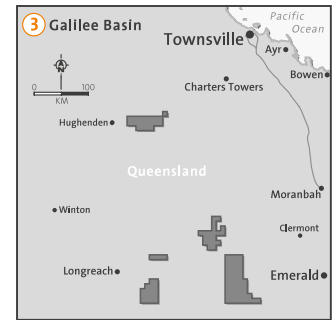 3 Galilee Basin
Pacific
Ocean
Townsville
Ayr
Bowen
Charters Towers
N
0 100
KM
Hughenden
Queensland
Moranbah
Winton
Clermont
Longreach
Emerald